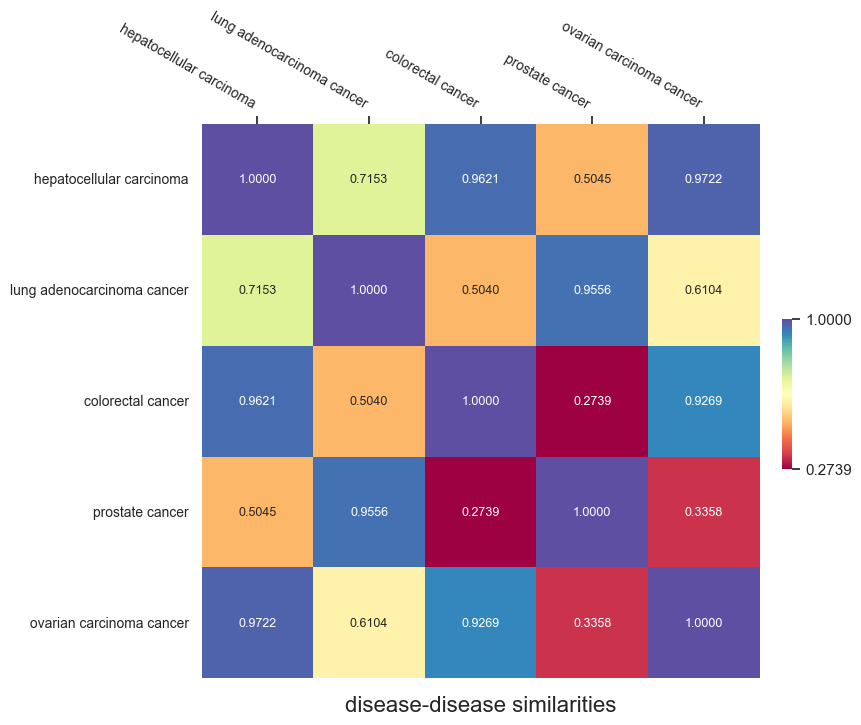 hepatocellular carcinoma
lung adenocarcinoma cancer
colorectal cancer
prostate cancer
ovarian carcinoma cancer
hepatocellular carcinoma 1.0000 0.7153 0.9621 0.5045 0.9722
lung adenocarcinoma cancer 0.7153 1.0000 0.5040 0.9556 0.6104
1.0000
colorectal cancer 0.9621 0.5040 1.0000 0.2739 0.9269
0.2739
prostate cancer 0.5045 0.9556 0.2739 1.0000 0.3358
ovarian carcinoma cancer 0.9722 0.6104 0.9269 0.3358 1.0000
disease-disease similarities